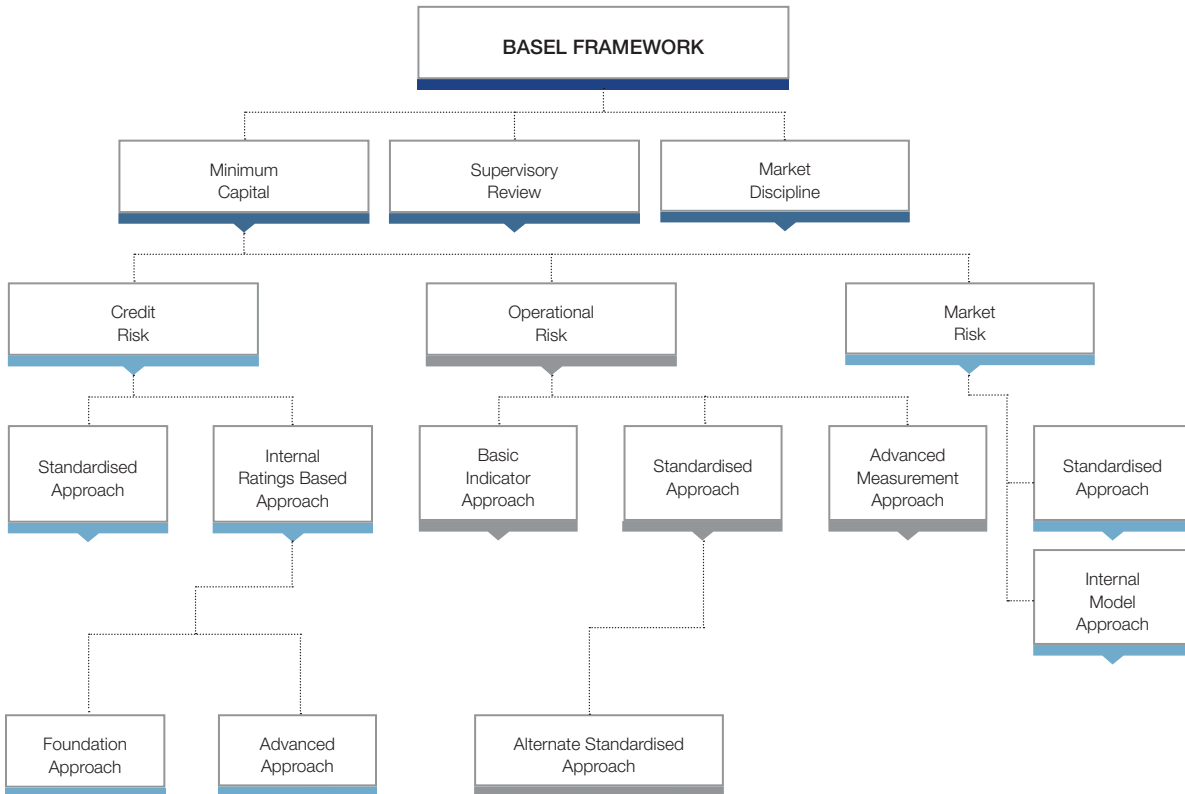 BASEL FRAMEWORK
Minimum
Capital
Supervisory
Review
Market
Discipline
Credit
Risk
Operational
Risk
Market
Risk
Standardised
Approach
Internal
Ratings Based
Approach
Basic
Indicator
Approach
Standardised
Approach
Advanced
Measurement
Approach
Standardised
Approach
Internal
Model
Approach
Foundation
Approach
Advanced
Approach
Alternate Standardised
Approach